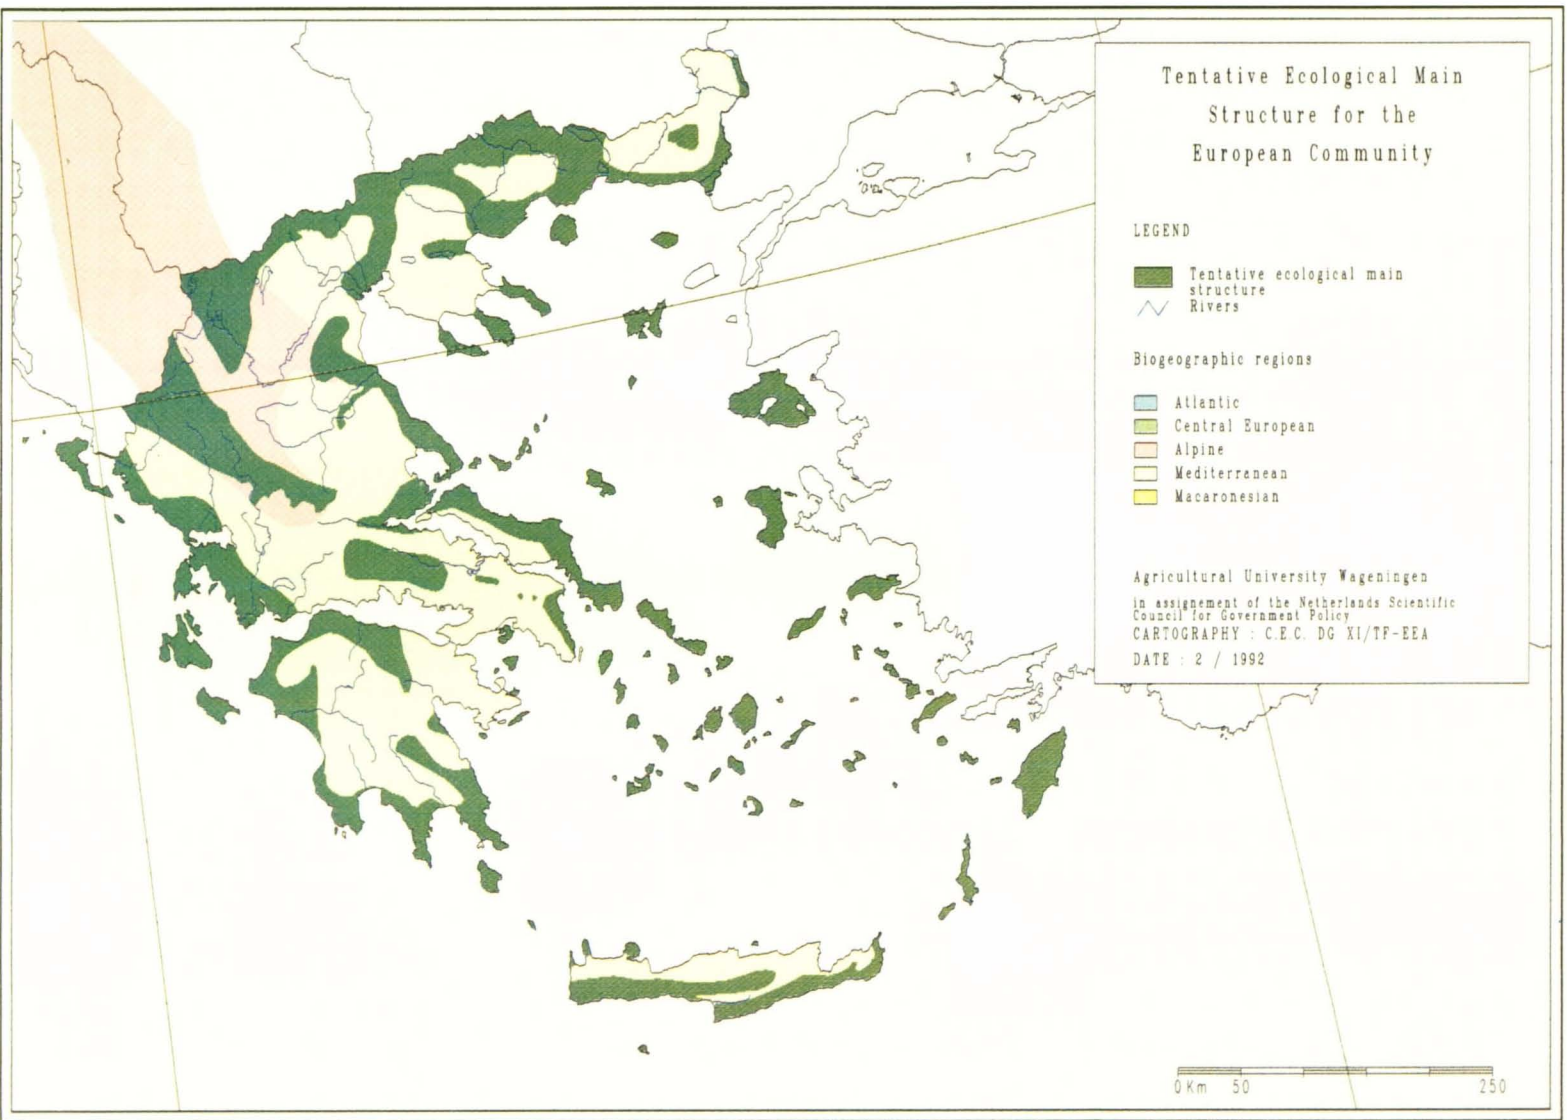 Tentative Ecological Main
Structure for the
European Community
LEGEND
Tentative ecological main
structure
Rivers
Biogeographic regions
Atlantic
Central European
Alpine
Mediterranean
Macaronesian
Agricultural University Wageningen
in assignement of the Netherlands Scientific
Council for Government Policy
CARTOGRAPHY : C.E.C. DG XI/TF-EEA
DATE : 2 / 1992
0 Km 50 250